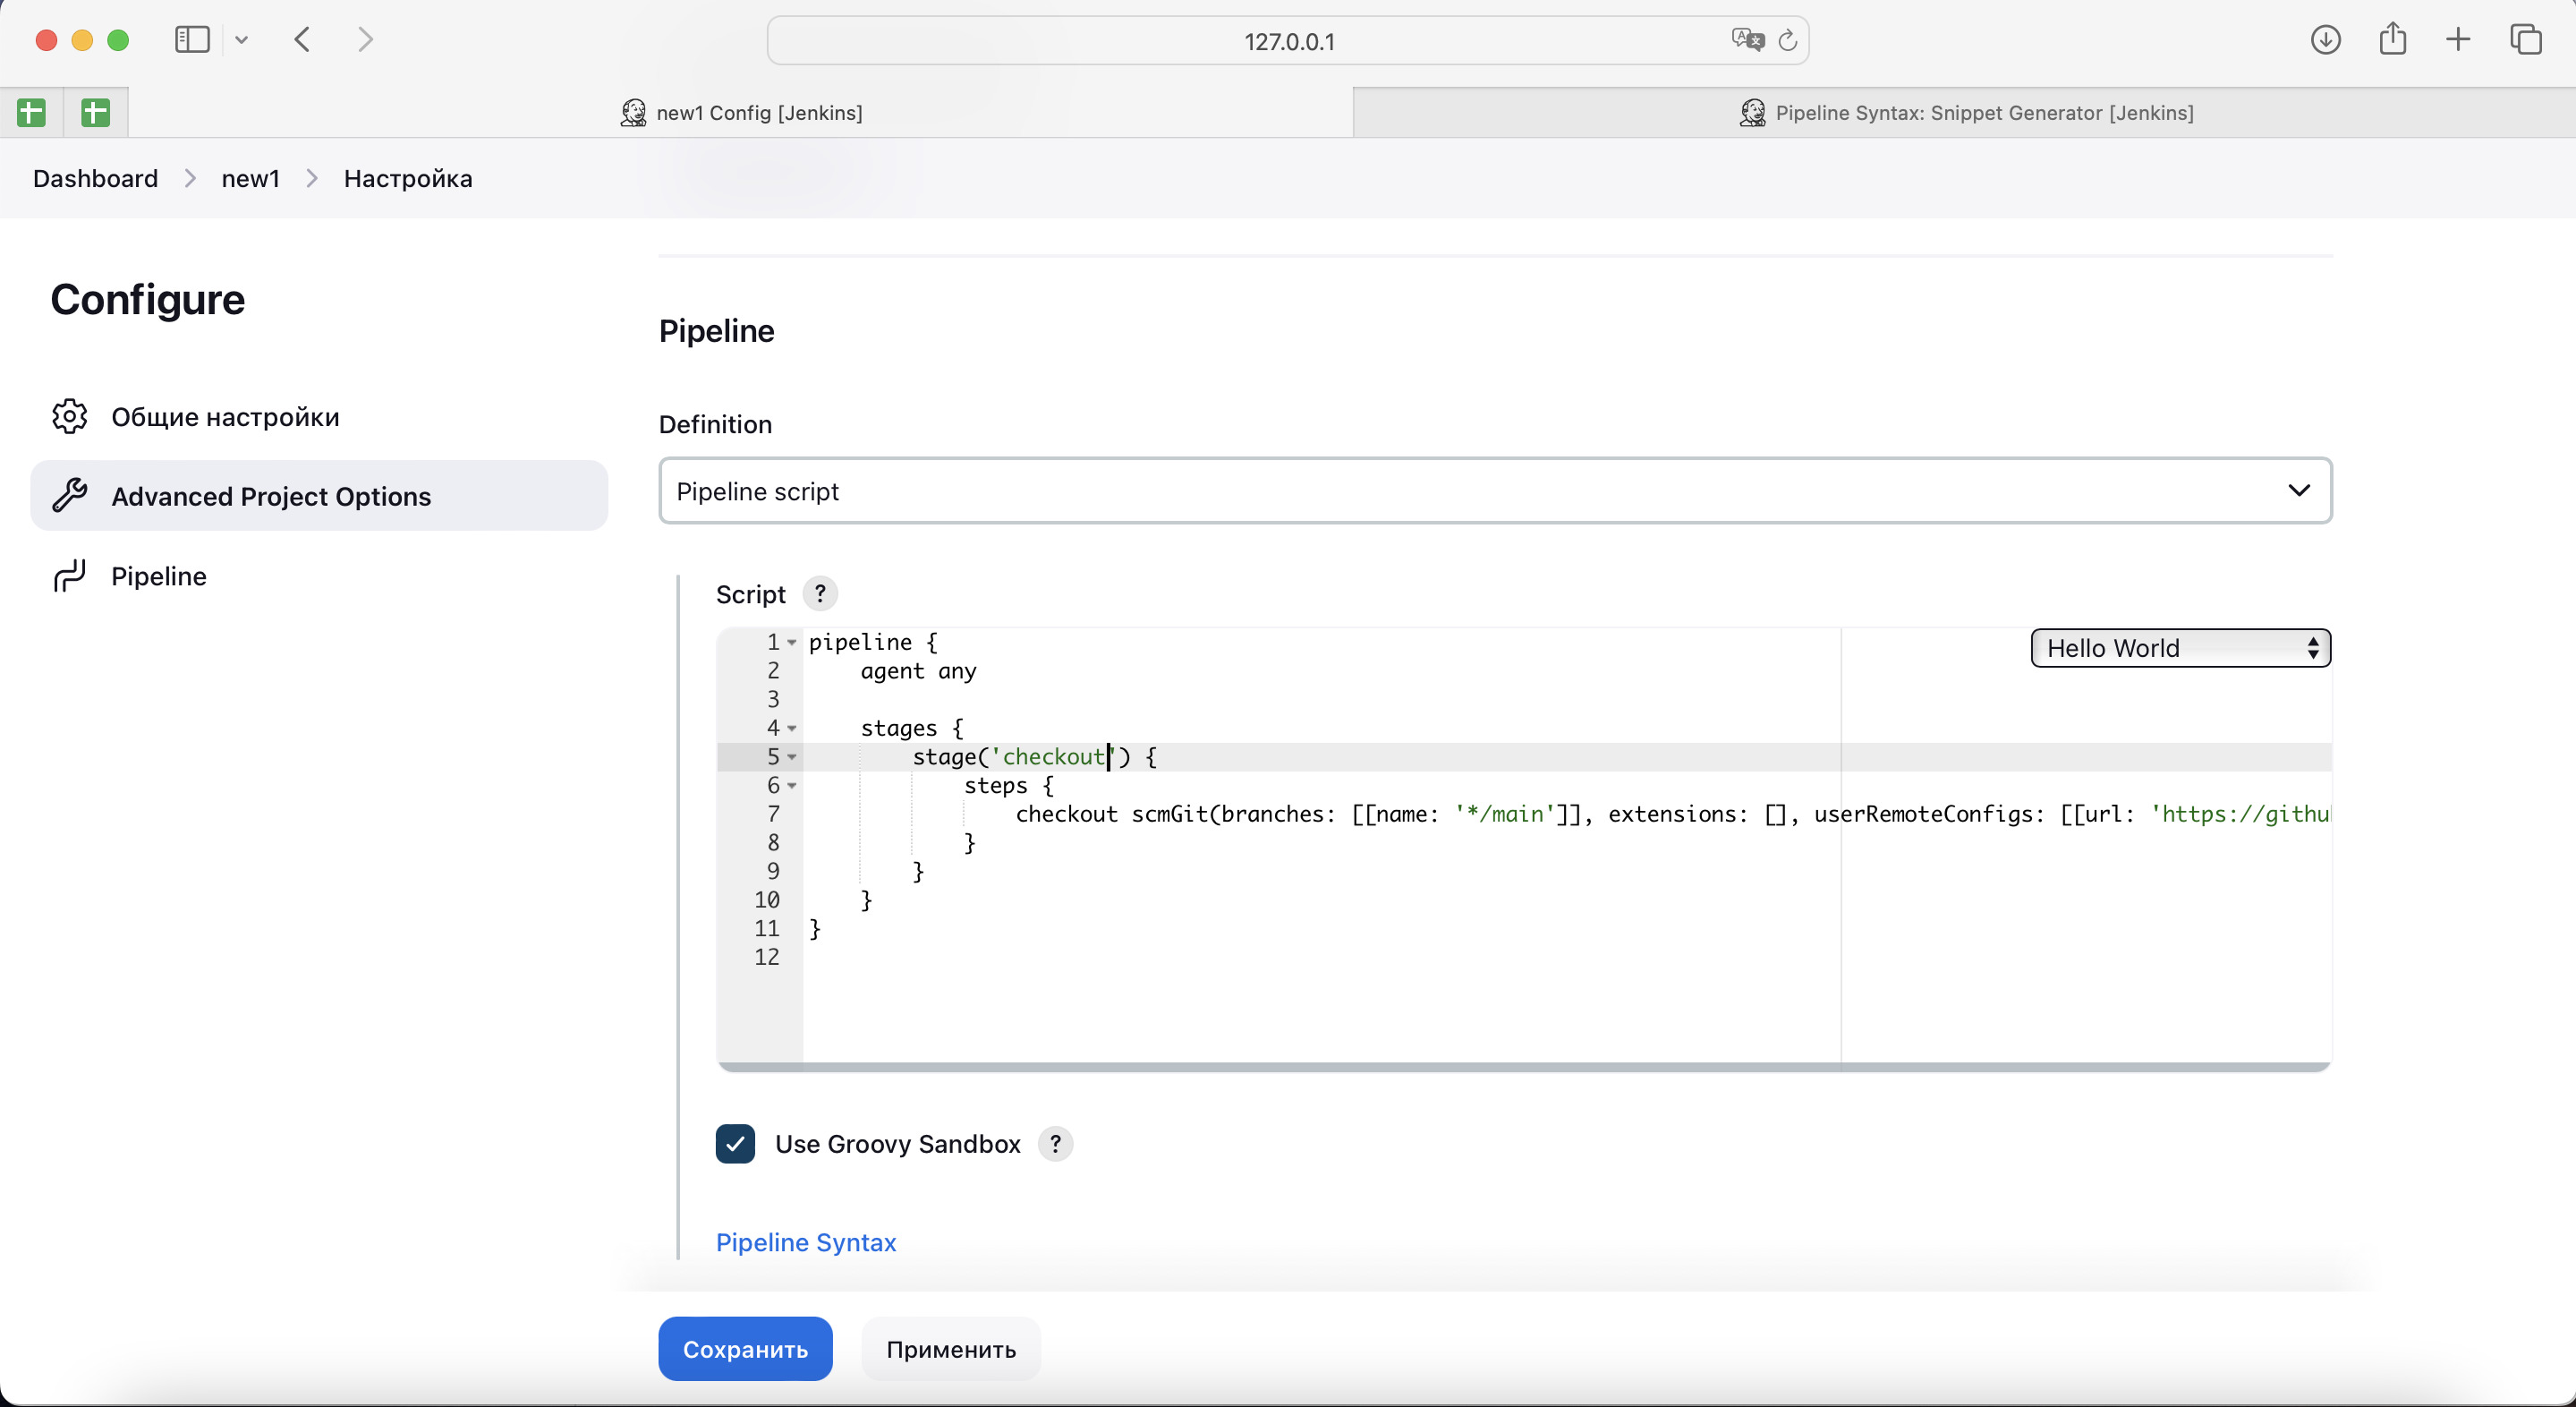 127.0.0.1
new1 Config [Jenkins]
Pipeline Syntax: Snippet Generator [Jenkins]
Dashboard > new1 > Настройка
Configure
Общие настройки
Advanced Project Options
Pipeline
Pipeline
Definition
Pipeline script
Script ?
Hello World
1 pipeline {
2     agent any
3
4     stages {
5         stage('checkout') {
6             steps {
7                 checkout scmGit(branches: [[name: '*/main']], extensions: [], userRemoteConfigs: [[url: 'https://githu
8             }
9         }
10     }
11 }
12
Use Groovy Sandbox ?
Pipeline Syntax
Сохранить
Применить